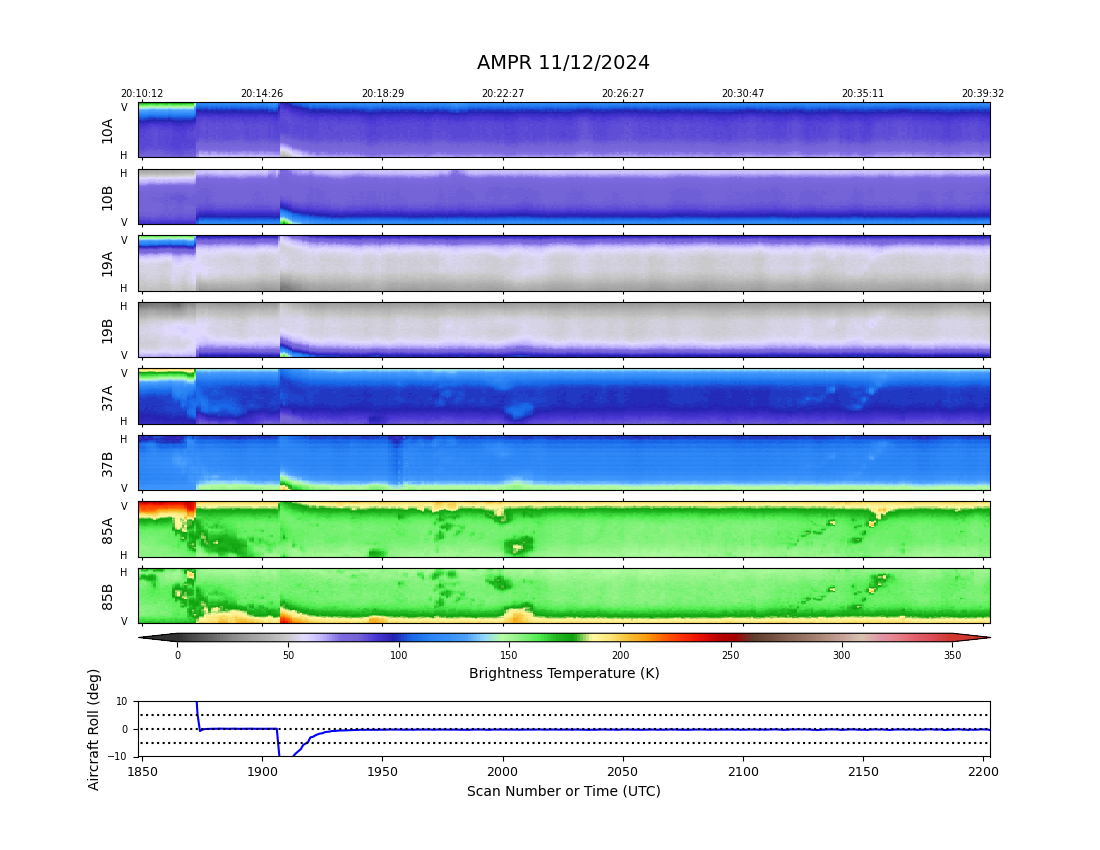 AMPR 11/12/2024
20:10:12 20:14:26 20:18:29 20:22:27 20:26:27 20:30:47 20:35:11 20:39:32
V
10A
H
H
10B
V
V
19A
H
H
19B
V
V
37A
H
H
37B
V
V
85A
H
H
85B
V
0 50 100 150 200 250 300 350
Brightness Temperature (K)
Aircraft Roll (deg)
10
0
−10
1850 1900 1950 2000 2050 2100 2150 2200
Scan Number or Time (UTC)